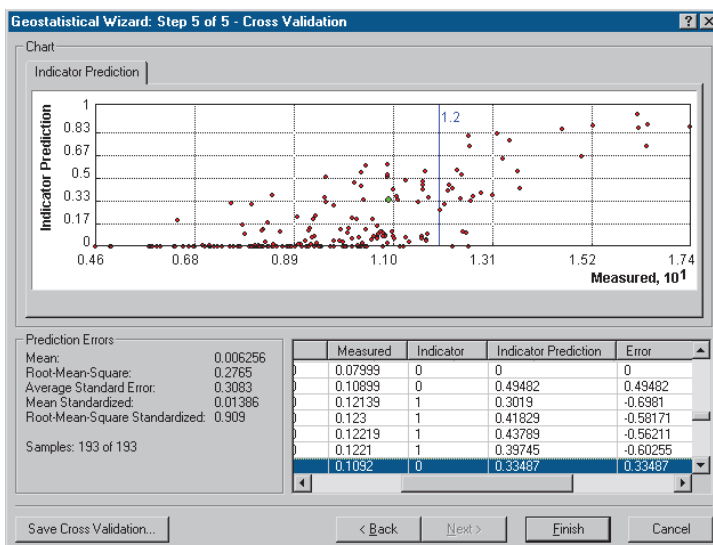 Geostatistical Wizard: Step 5 of 5 - Cross Validation
Chart
Indicator Prediction
Indicator Prediction
1
0.83
0.67
0.5
0.33
0.17
0
1.2
0.46 0.68 0.89 1.10 1.31 1.52 1.74
Measured, 10¹
Prediction Errors
Mean: 0.006256
Root-Mean-Square: 0.2765
Average Standard Error: 0.3083
Mean Standardized: 0.01386
Root-Mean-Square Standardized: 0.909
Samples: 193 of 193
Measured Indicator Indicator Prediction Error
0.07999 0 0 0
0.10899 0 0.49482 0.49482
0.12139 1 0.3019 -0.6981
0.123 1 0.41829 -0.58171
0.12219 1 0.43789 -0.56211
0.1221 1 0.39745 -0.60255
0.1092 0 0.33487 0.33487
Save Cross Validation...
< Back
Next >
Finish
Cancel